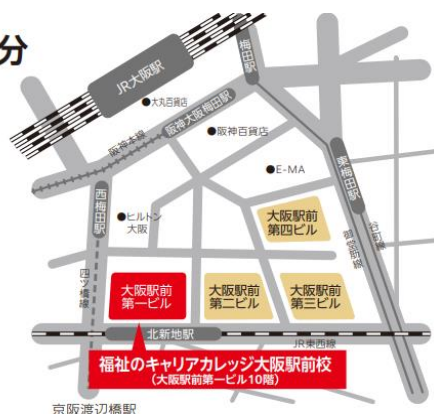 分
JR大阪駅
梅田駅
●大丸百貨店
阪神大阪梅田駅
阪神本線
●阪神百貨店
●E-MA
東梅田駅
西梅田駅
●ヒルトン
大阪
大阪駅前
第四ビル
御堂筋線
谷町線
四ツ橋線
大阪駅前
第一ビル
大阪駅前
第二ビル
大阪駅前
第三ビル
北新地駅
JR東西線
福祉のキャリアカレッジ大阪駅前校
(大阪駅前第一ビル10階)
京阪渡辺橋駅